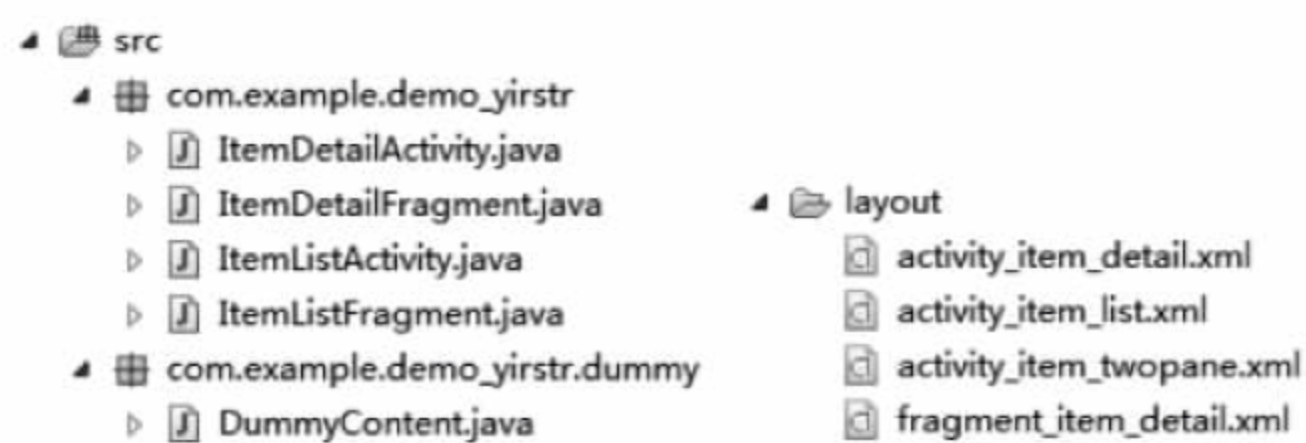 src
com.example.demo_yirstr
ItemDetailActivity.java
ItemDetailFragment.java
ItemListActivity.java
ItemListFragment.java
com.example.demo_yirstr.dummy
DummyContent.java
layout
activity_item_detail.xml
activity_item_list.xml
activity_item_twopane.xml
fragment_item_detail.xml